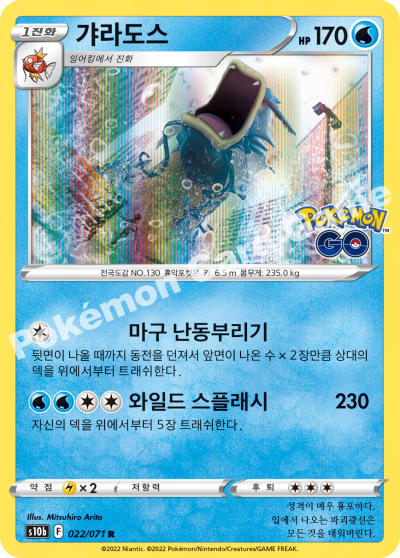 1진화
갸라도스
HP 170
잉어킹에서 진화
Pokémon GO
전국도감 NO.130 흉악포켓몬 키: 6.5 m 몸무게: 235.0 kg
마구 난동부리기
뒷면이 나올 때까지 동전을 던져서 앞면이 나온 수 × 2장만큼 상대의
덱을 위에서부터 트래쉬한다.
와일드 스플래시 230
자신의 덱을 위에서부터 5장 트래쉬한다.
약점 ×2 저항력 후퇴
Illus. Mitsuhiro Arita
s10b F 022/071 R
성격이 매우 흉포하다.
입에서 나오는 파괴광선은
모든 것을 태워버린다.
©2022 Niantic. ©2022 Pokémon/Nintendo/Creatures/GAME FREAK.